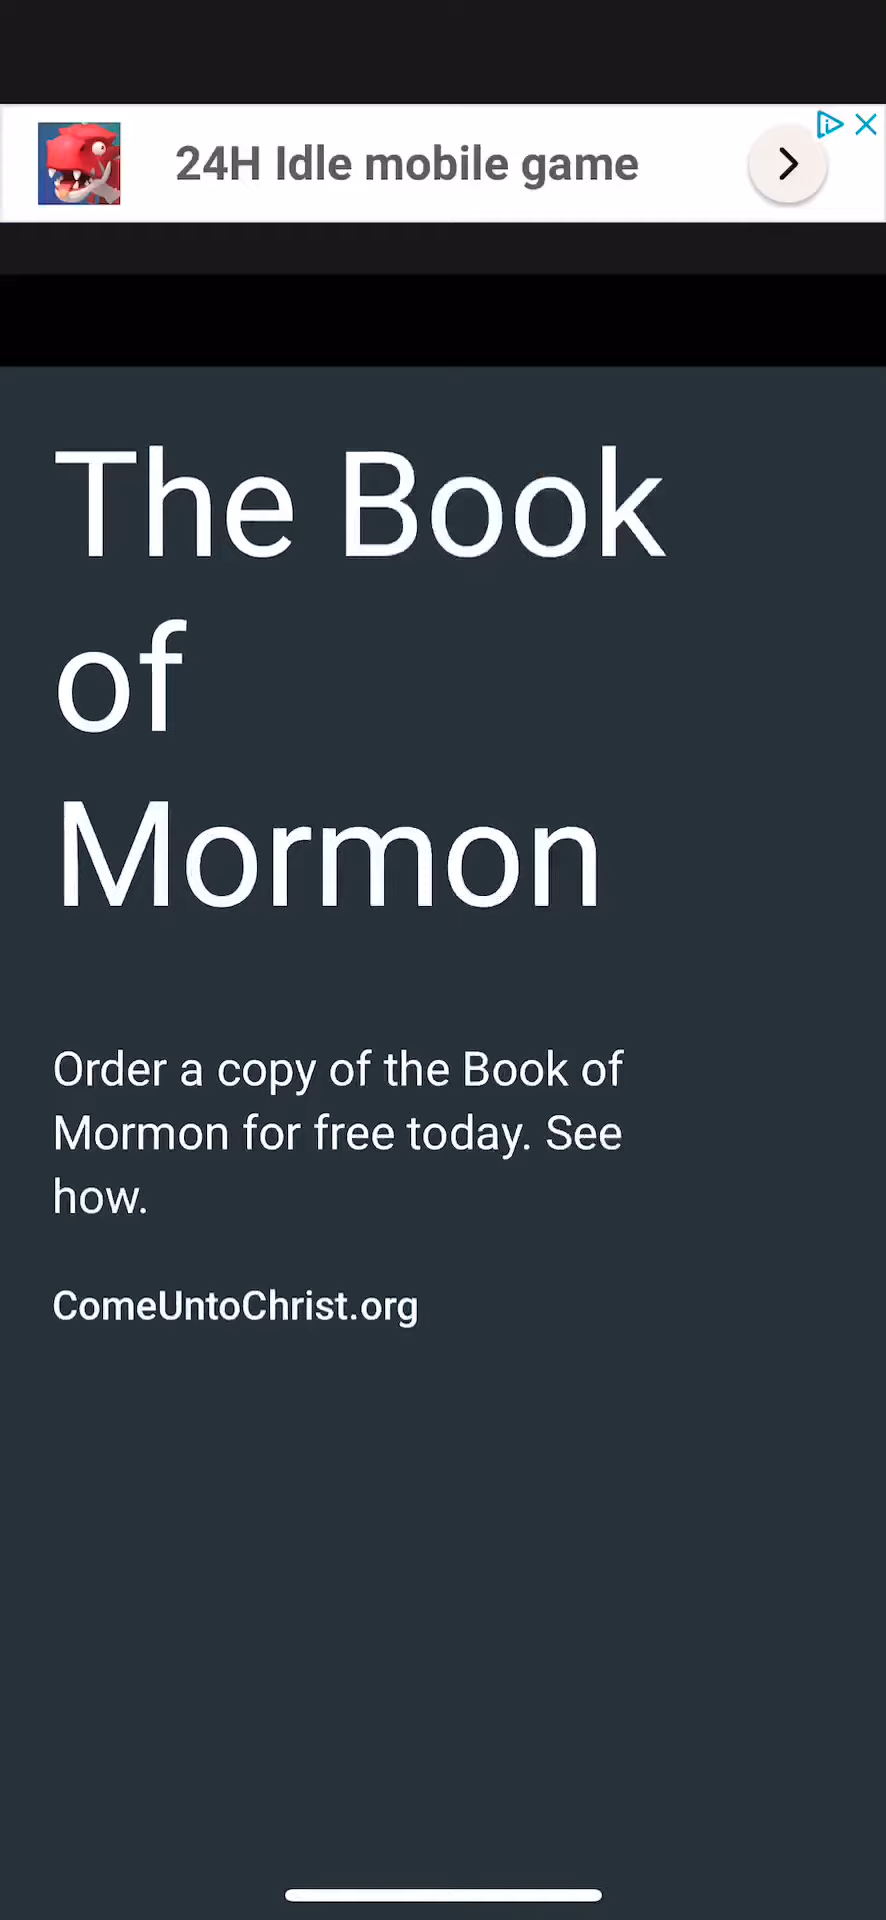 24H Idle mobile game
The Book
of
Mormon
Order a copy of the Book of
Mormon for free today. See
how.
ComeUntoChrist.org